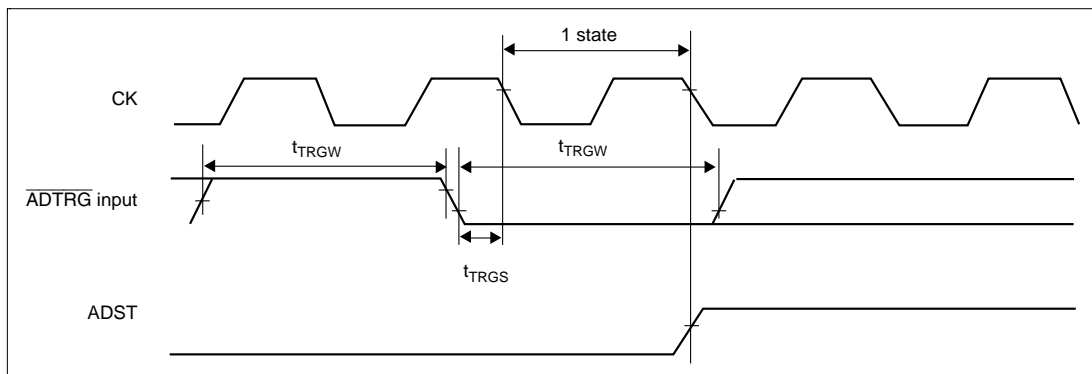 1 state
CK
tTRGW
tTRGW
ADTRG input
tTRGS
ADST